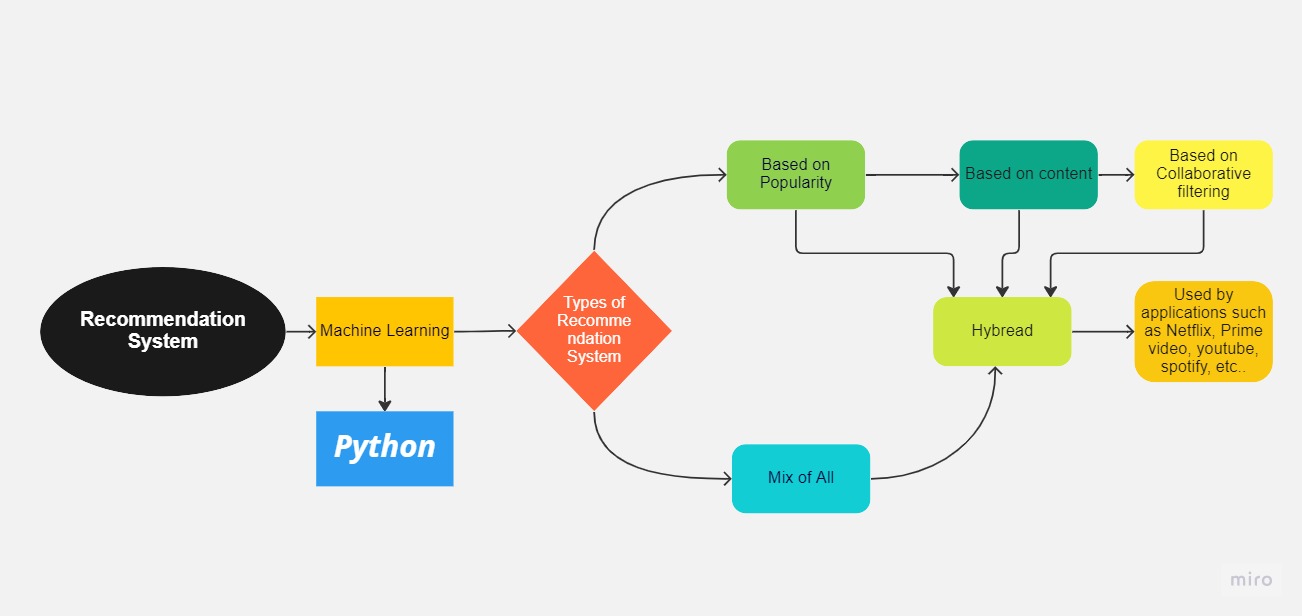 Recommendation
System
Machine Learning
Python
Types of
Recomme
ndation
System
Based on
Popularity
Based on content
Based on
Collaborative
filtering
Hybread
Used by
applications such
as Netflix, Prime
video, youtube,
spotify, etc..
Mix of All
miro